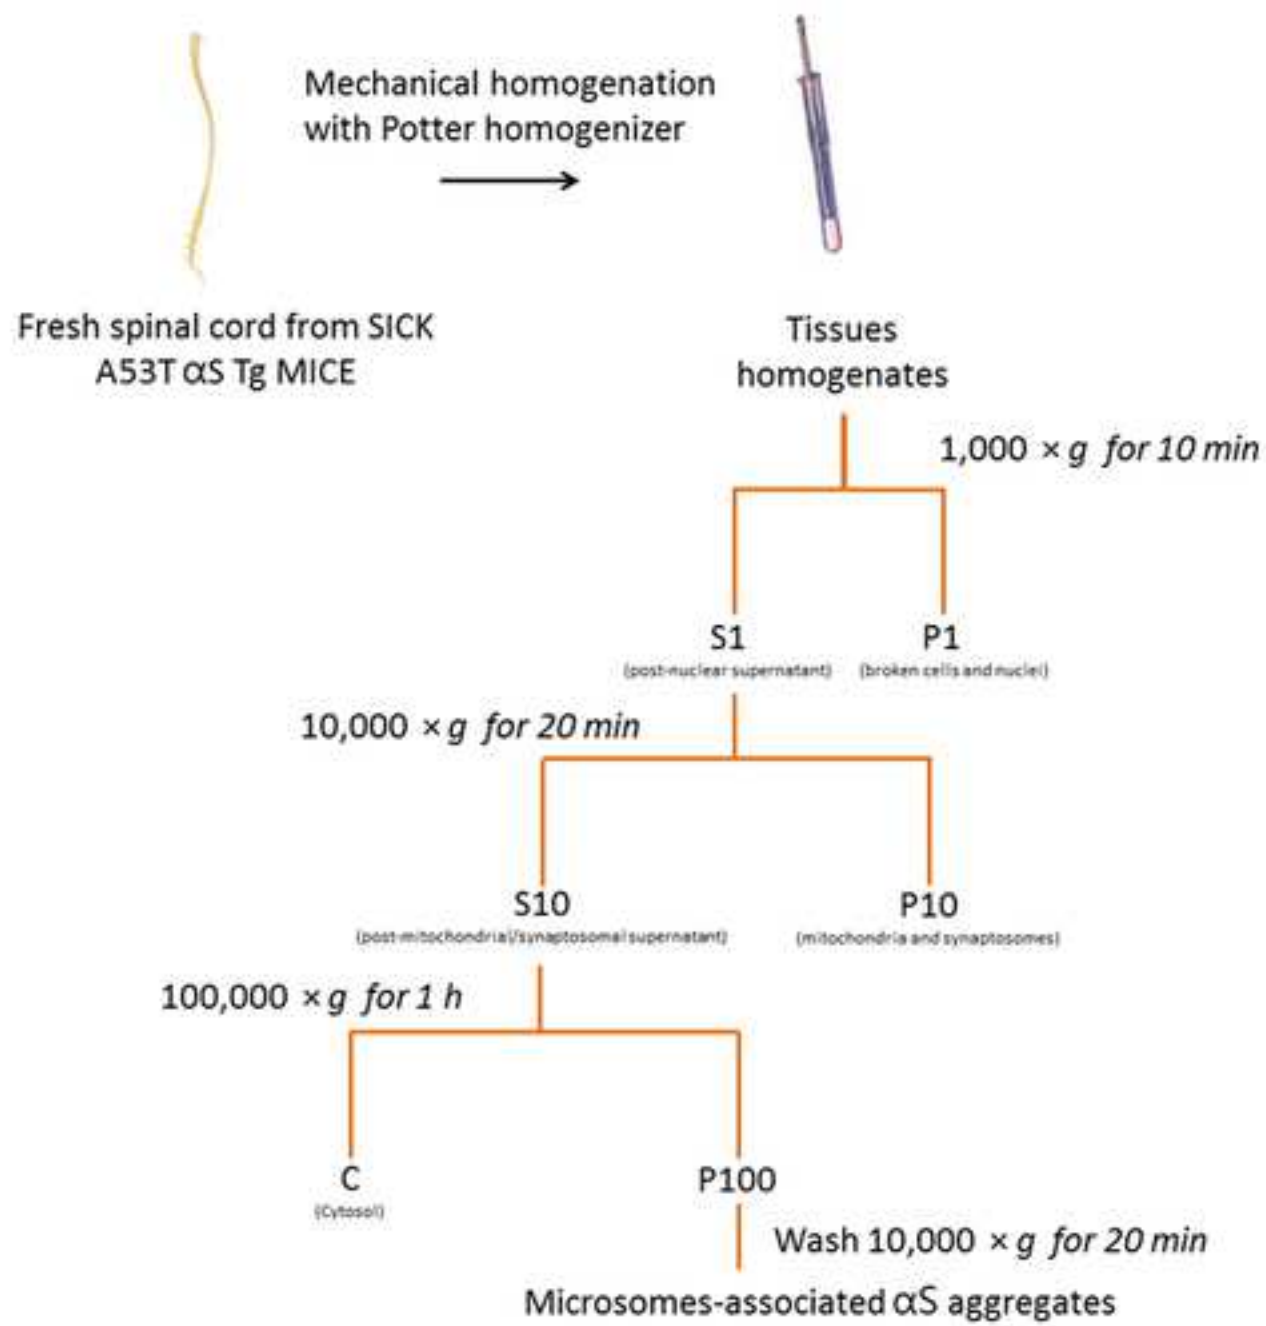 Mechanical homogenation
with Potter homogenizer
Fresh spinal cord from SICK
A53T αS Tg MICE
Tissues
homogenates
1,000 × g for 10 min
S1
(post-nuclear supernatant)
P1
(broken cells and nuclei)
10,000 × g for 20 min
S10
(post-mitochondrial/synaptosomal supernatant)
P10
(mitochondria and synaptosomes)
100,000 × g for 1 h
C
(Cytosol)
P100
Wash 10,000 × g for 20 min
Microsomes-associated αS aggregates